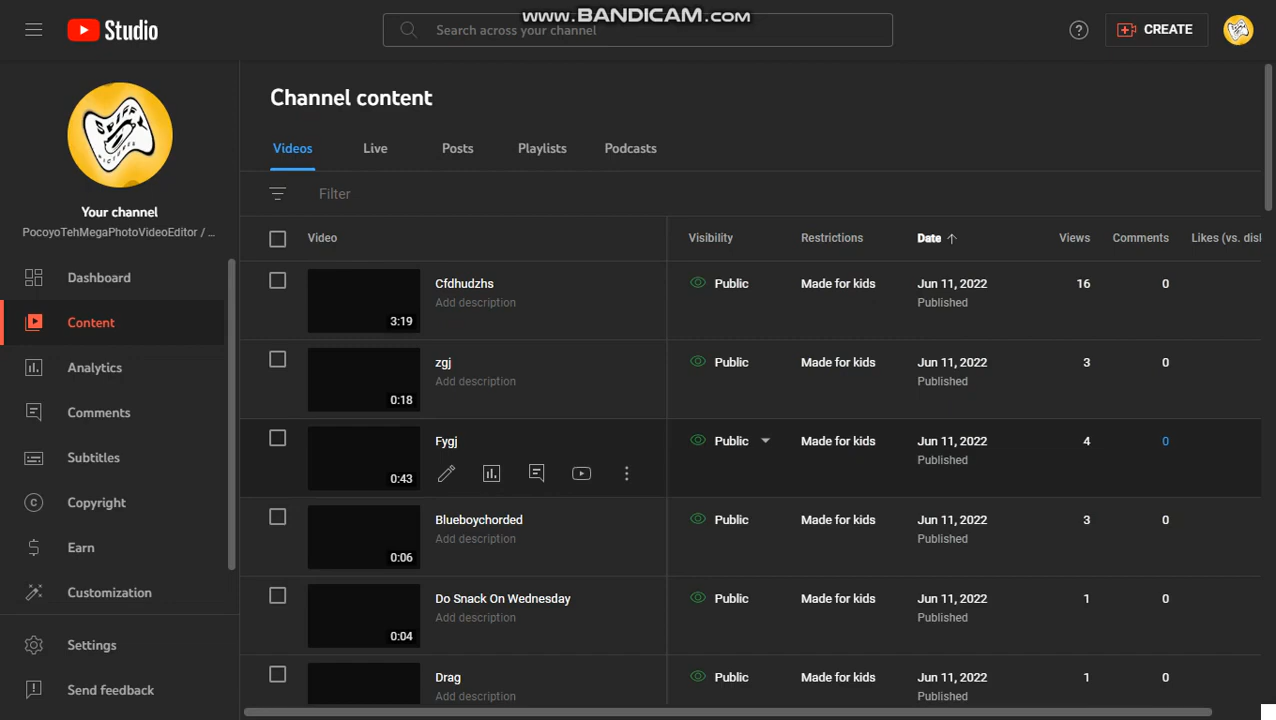 www.BANDICAM.com
Studio
Search across your channel
CREATE
Your channel
PocoyoTehMegaPhotoVideoEditor / ...
Dashboard
Content
Analytics
Comments
Subtitles
Copyright
Earn
Customization
Settings
Send feedback
Channel content
Videos Live Posts Playlists Podcasts
Filter
Video Visibility Restrictions Date Views Comments Likes (vs. disl
3:19 Cfdhudzhs Public Made for kids Jun 11, 2022 16 0
Add description Published
0:18 zgj Public Made for kids Jun 11, 2022 3 0
Add description Published
0:43 Fygj Public Made for kids Jun 11, 2022 4 0
Published
0:06 Blueboychorded Public Made for kids Jun 11, 2022 3 0
Add description Published
0:04 Do Snack On Wednesday Public Made for kids Jun 11, 2022 1 0
Add description Published
Drag Public Made for kids Jun 11, 2022 1 0
Add description Published